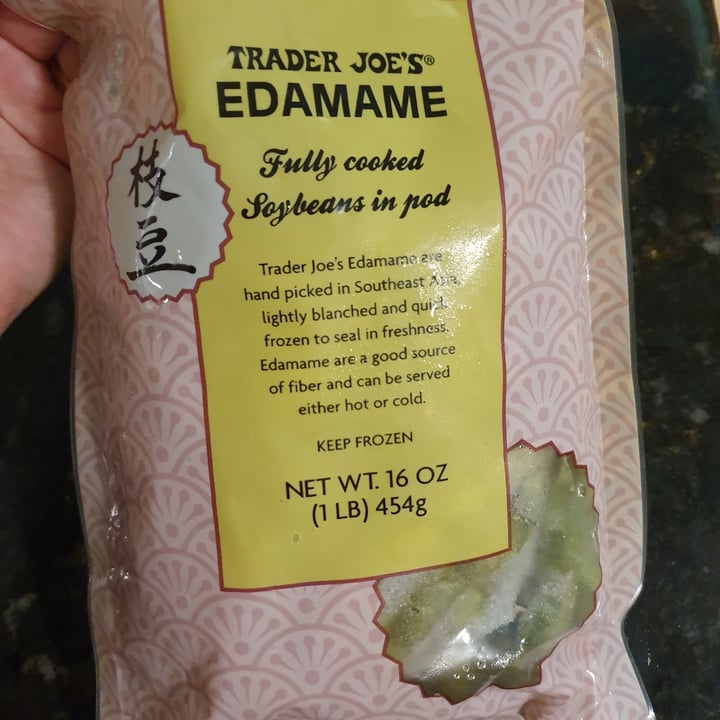 TRADER JOE'S®
EDAMAME
枝
豆
Fully cooked
Soybeans in pod
Trader Joe's Edamame are
hand picked in Southeast Asia,
lightly blanched and quick
frozen to seal in freshness.
Edamame are a good source
of fiber and can be served
either hot or cold.
KEEP FROZEN
NET WT. 16 OZ
(1 LB) 454g